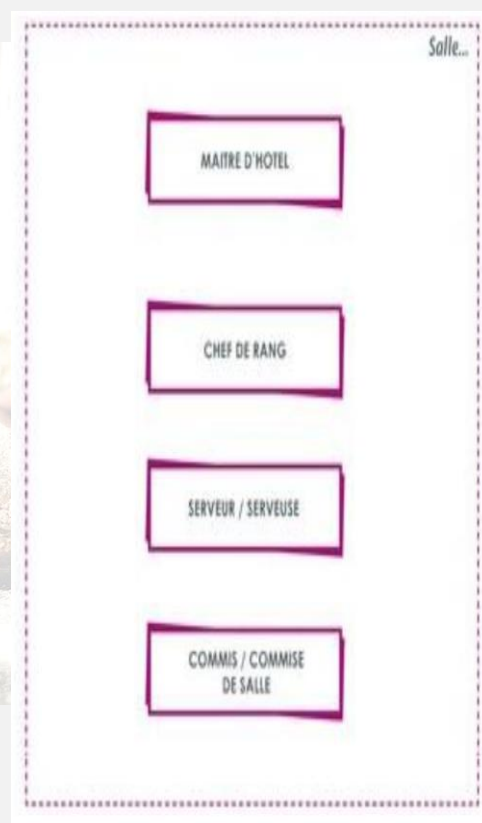 Salle...
MAITRE D'HOTEL
CHEF DE RANG
SERVEUR / SERVEUSE
COMMIS / COMMISE
DE SALLE